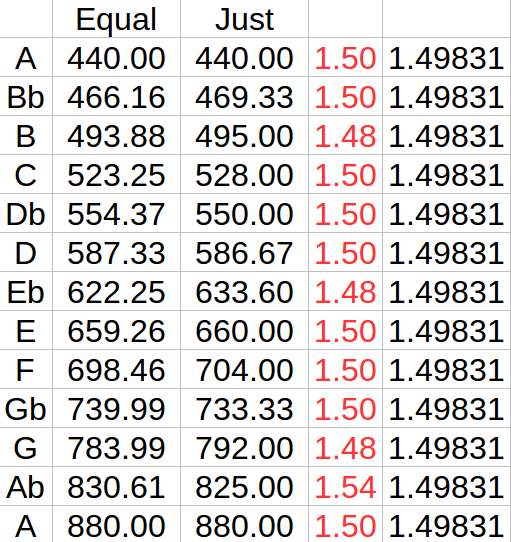 Equal Just
A 440.00 440.00 1.50 1.49831
Bb 466.16 469.33 1.50 1.49831
B 493.88 495.00 1.48 1.49831
C 523.25 528.00 1.50 1.49831
Db 554.37 550.00 1.50 1.49831
D 587.33 586.67 1.50 1.49831
Eb 622.25 633.60 1.48 1.49831
E 659.26 660.00 1.50 1.49831
F 698.46 704.00 1.50 1.49831
Gb 739.99 733.33 1.50 1.49831
G 783.99 792.00 1.48 1.49831
Ab 830.61 825.00 1.54 1.49831
A 880.00 880.00 1.50 1.49831